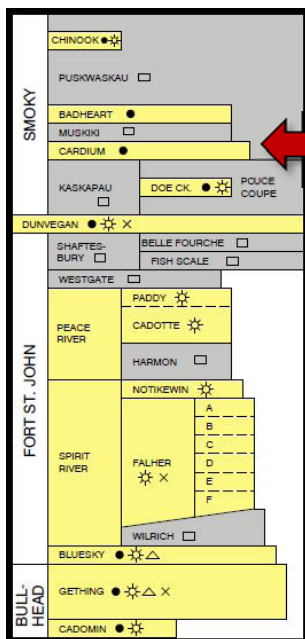 SMOKY
CHINOOK
PUSKWASKAU
BADHEART
MUSKIKI
CARDIUM
KASKAPAU
DOE CK.
POUCE
COUPE
DUNVEGAN
FORT ST. JOHN
SHAFTES-
BURY
BELLE FOURCHE
FISH SCALE
WESTGATE
PEACE
RIVER
PADDY
CADOTTE
HARMON
SPIRIT
RIVER
NOTIKEWIN
FALHER
A
B
C
D
E
F
WILRICH
BLUESKY
BULL-
HEAD
GETHING
CADOMIN